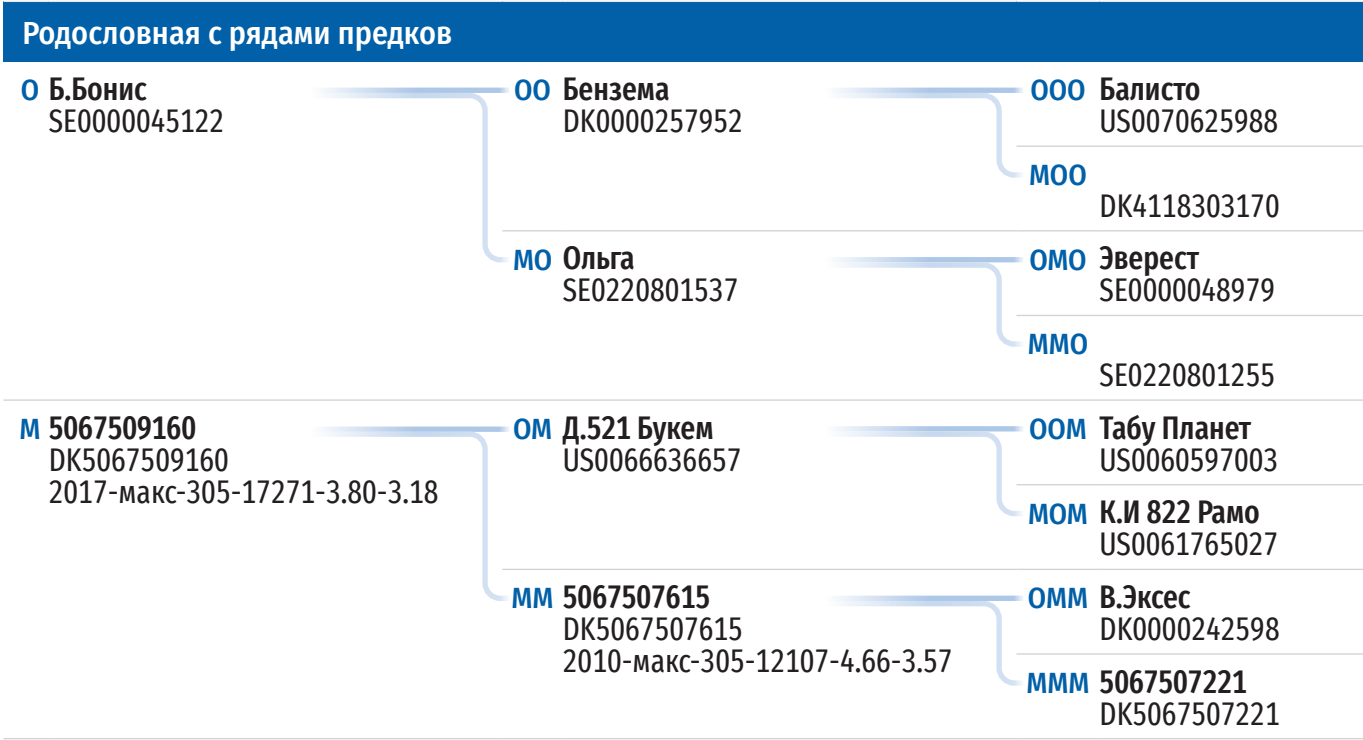 Родословная с рядами предков
О Б.Бонис
SE0000045122
ОО Бензема
DK0000257952
ООО Балисто
US0070625988
МОО
DK4118303170
МО Ольга
SE0220801537
ОМО Эверест
SE0000048979
ММО
SE0220801255
М 5067509160
DK5067509160
2017-макс-305-17271-3.80-3.18
ОМ Д.521 Букем
US0066636657
ООМ Табу Планет
US0060597003
МОМ К.И 822 Рамо
US0061765027
ММ 5067507615
DK5067507615
2010-макс-305-12107-4.66-3.57
ОММ В.Эксес
DK0000242598
МММ 5067507221
DK5067507221